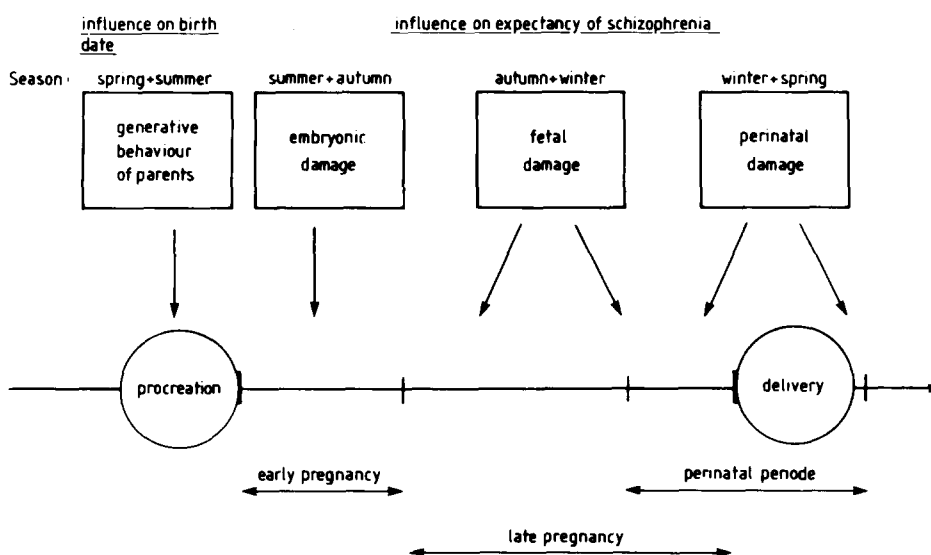 influence on birth
date
influence on expectancy of schizophrenia
Season:
spring+summer
summer+autumn
autumn+winter
winter+spring
generative
behaviour
of parents
embryonic
damage
fetal
damage
perinatal
damage
procreation
delivery
early pregnancy
perinatal periode
late pregnancy